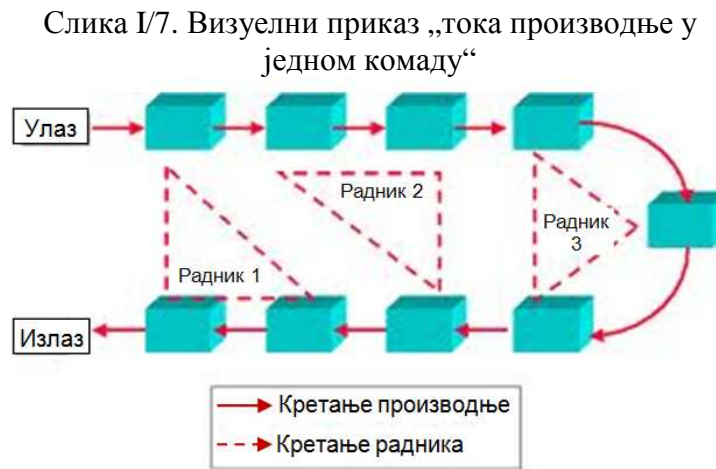 Слика I/7. Визуелни приказ „тока производње у
једном комаду“
Улаз
Радник 2
Радник
3
Радник 1
Излаз
Кретање производње
Кретање радника